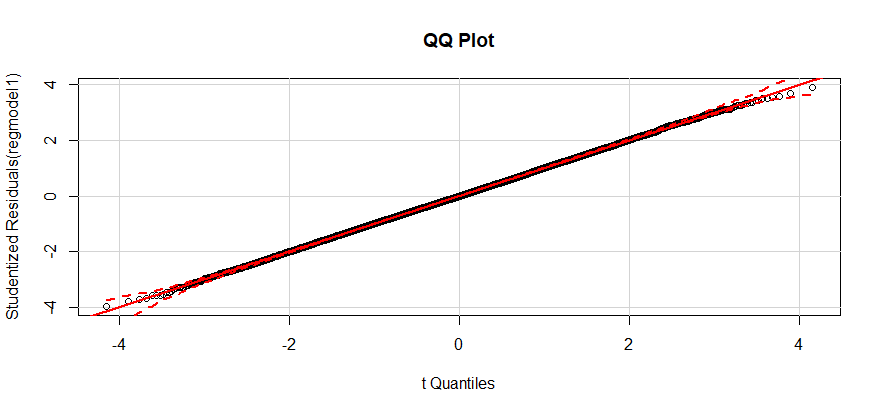 QQ Plot
Studentized Residuals(regmodel1)
4
2
0
-2
-4
-4 -2 0 2 4
t Quantiles